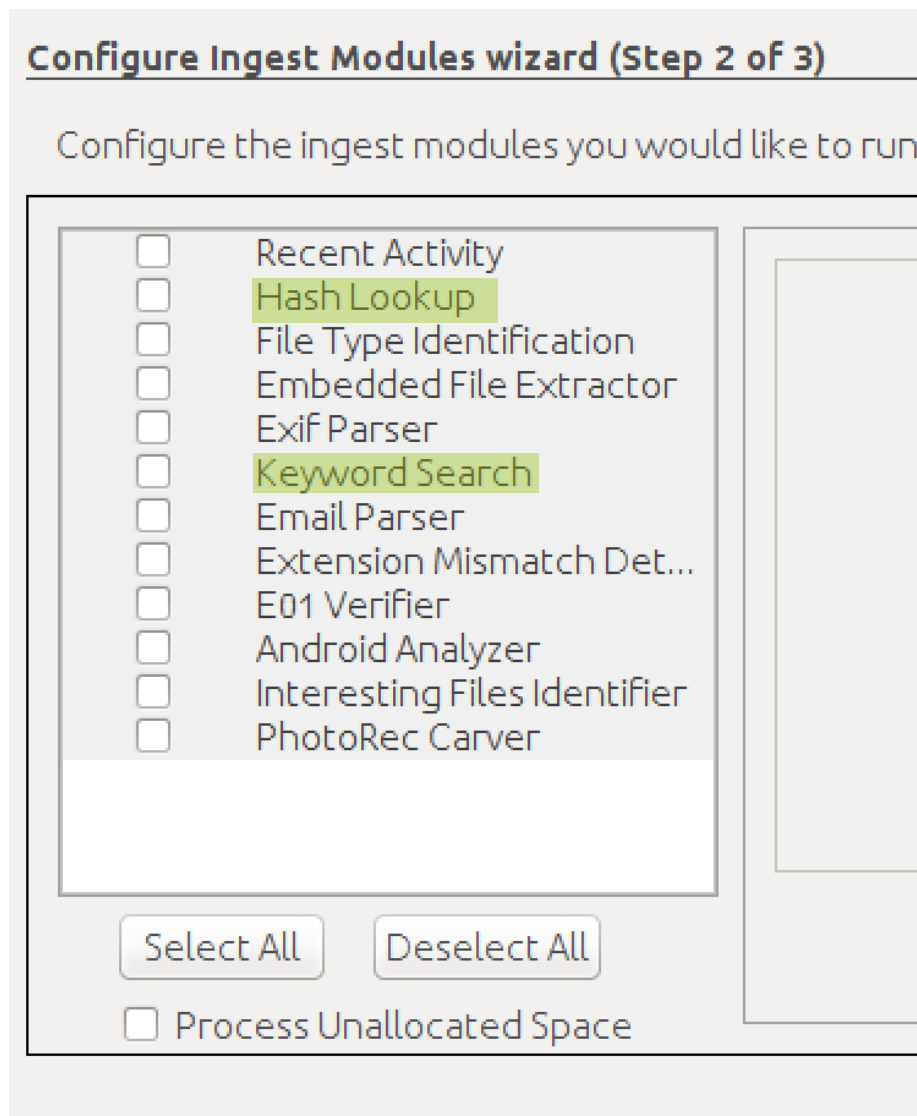 Configure Ingest Modules wizard (Step 2 of 3)
Configure the ingest modules you would like to run
Recent Activity
Hash Lookup
File Type Identification
Embedded File Extractor
Exif Parser
Keyword Search
Email Parser
Extension Mismatch Det...
E01 Verifier
Android Analyzer
Interesting Files Identifier
PhotoRec Carver
Select All Deselect All
Process Unallocated Space